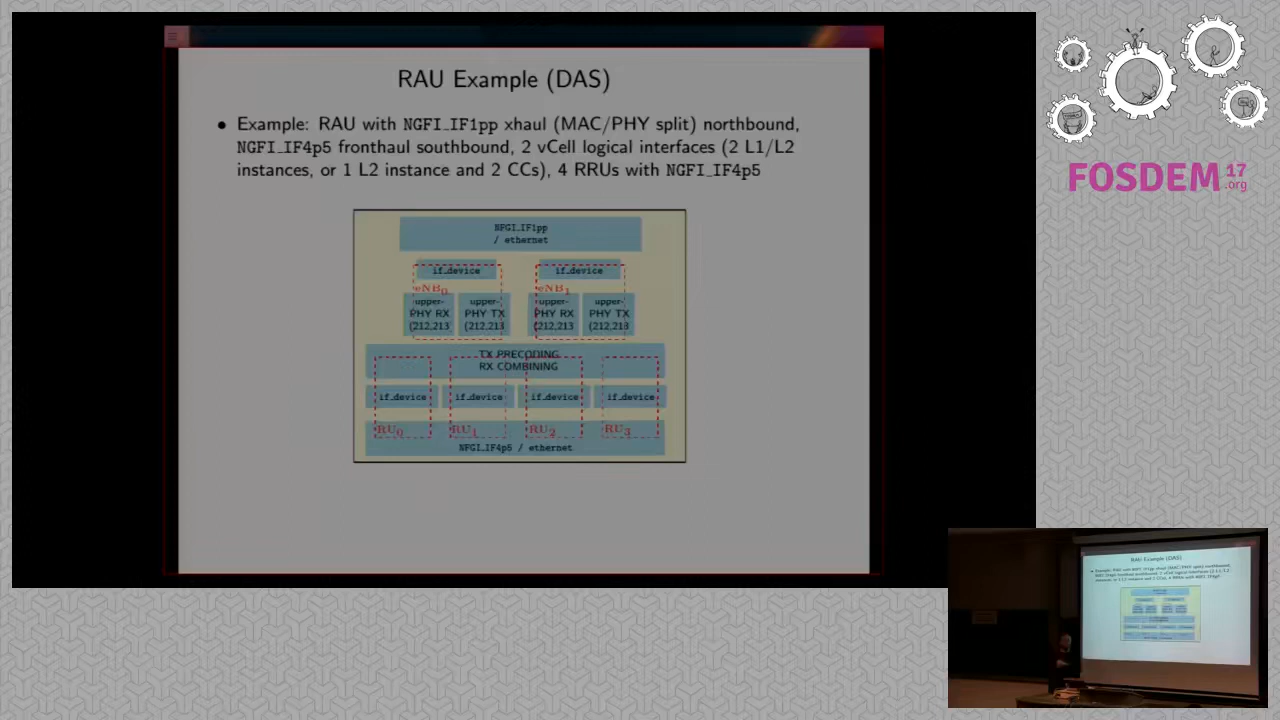 RAU Example (DAS)
• Example: RAU with NGFI_IF1pp xhaul (MAC/PHY split) northbound,
NGFI_IF4p5 fronthaul southbound, 2 vCell logical interfaces (2 L1/L2
instances, or 1 L2 instance and 2 CCs), 4 RRUs with NGFI_IF4p5
NFGI_IF1pp
/ ethernet
if_device if_device
eNB0 eNB1
upper- upper- upper- upper-
PHY RX PHY TX PHY RX PHY TX
(212,213 (212,213 (212,213 (212,213
TX PRECODING
RX COMBINING
if_device if_device if_device if_device
RU0 RU1 RU2 RU3
NFGI_IF4p5 / ethernet
FOSDEM 17
.org
RAU Example (DAS)